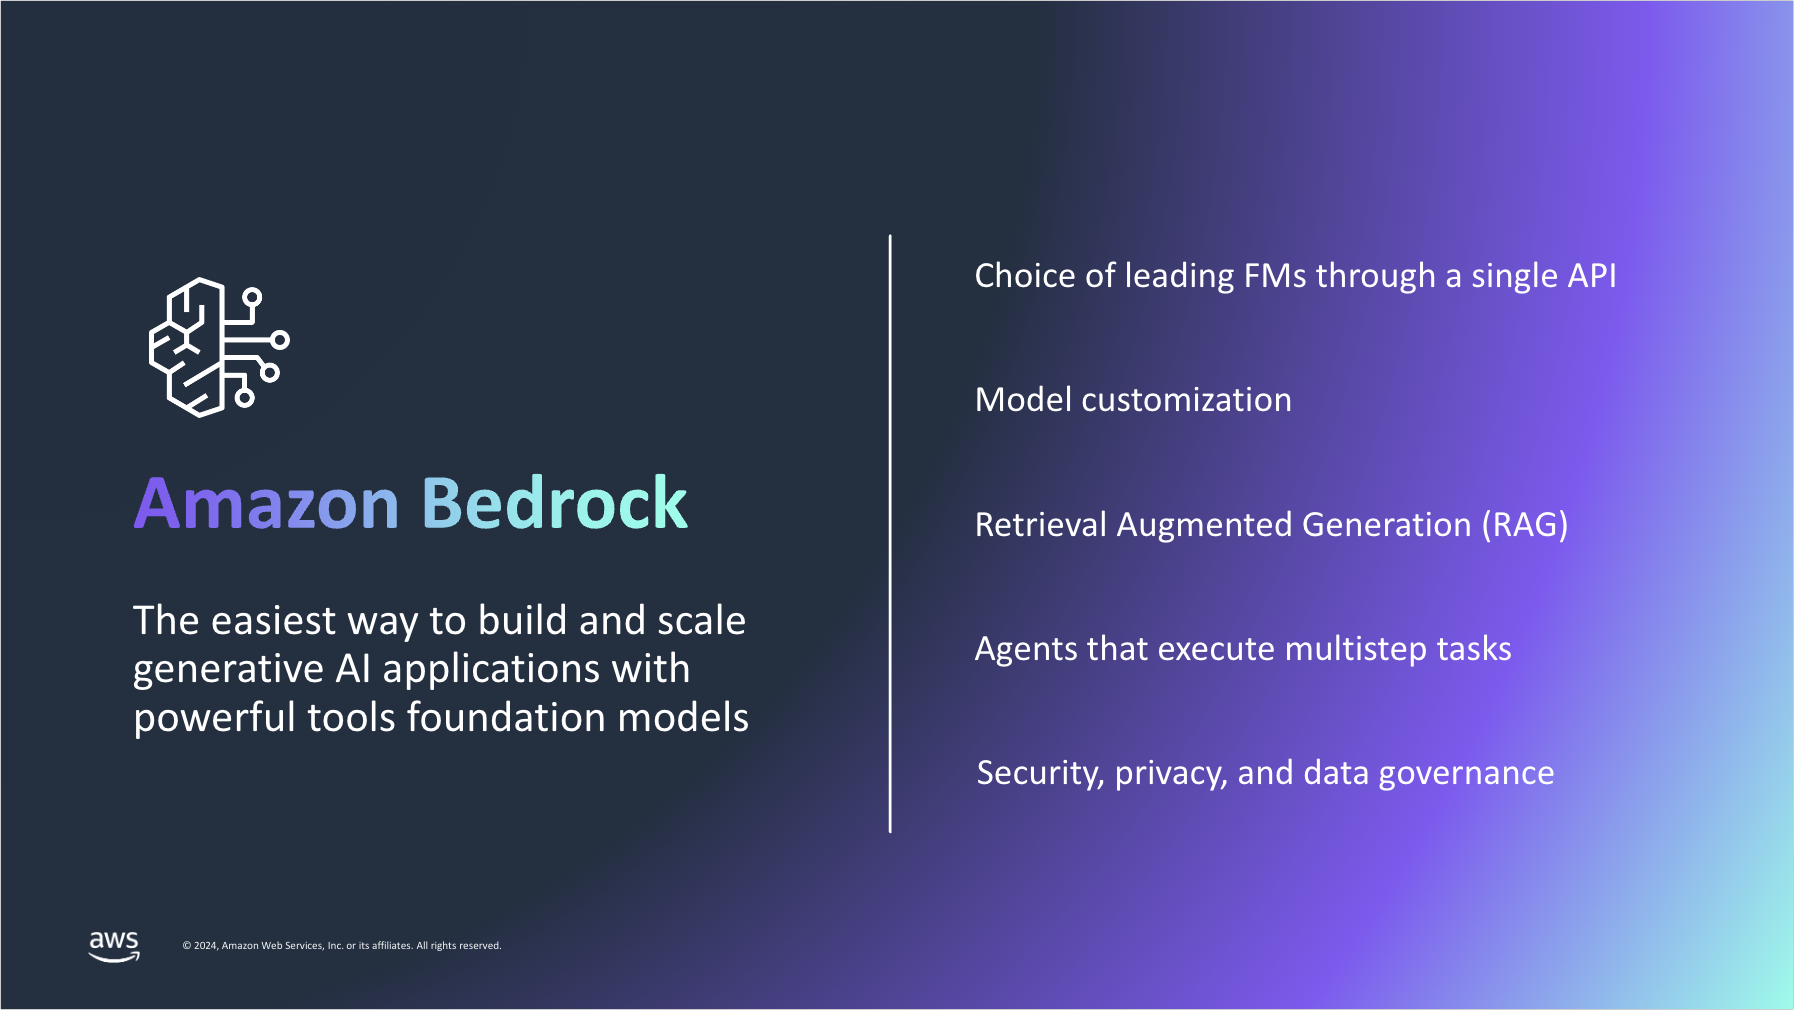 Amazon Bedrock
The easiest way to build and scale
generative AI applications with
powerful tools foundation models
Choice of leading FMs through a single API
Model customization
Retrieval Augmented Generation (RAG)
Agents that execute multistep tasks
Security, privacy, and data governance
aws
© 2024, Amazon Web Services, Inc. or its affiliates. All rights reserved.